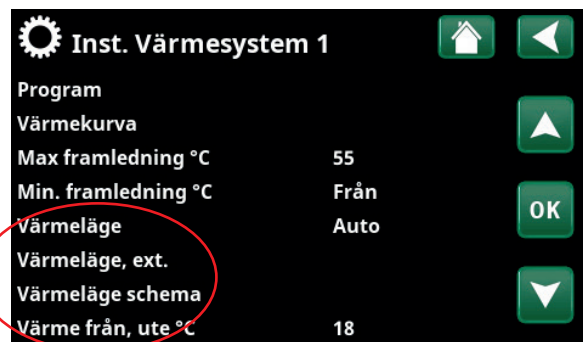 Inst. Värmesystem 1
Program
Värmekurva
Max framledning °C 55
Min. framledning °C Från
Värmeläge Auto
OK
Värmeläge, ext.
Värmeläge schema
Värme från, ute °C 18